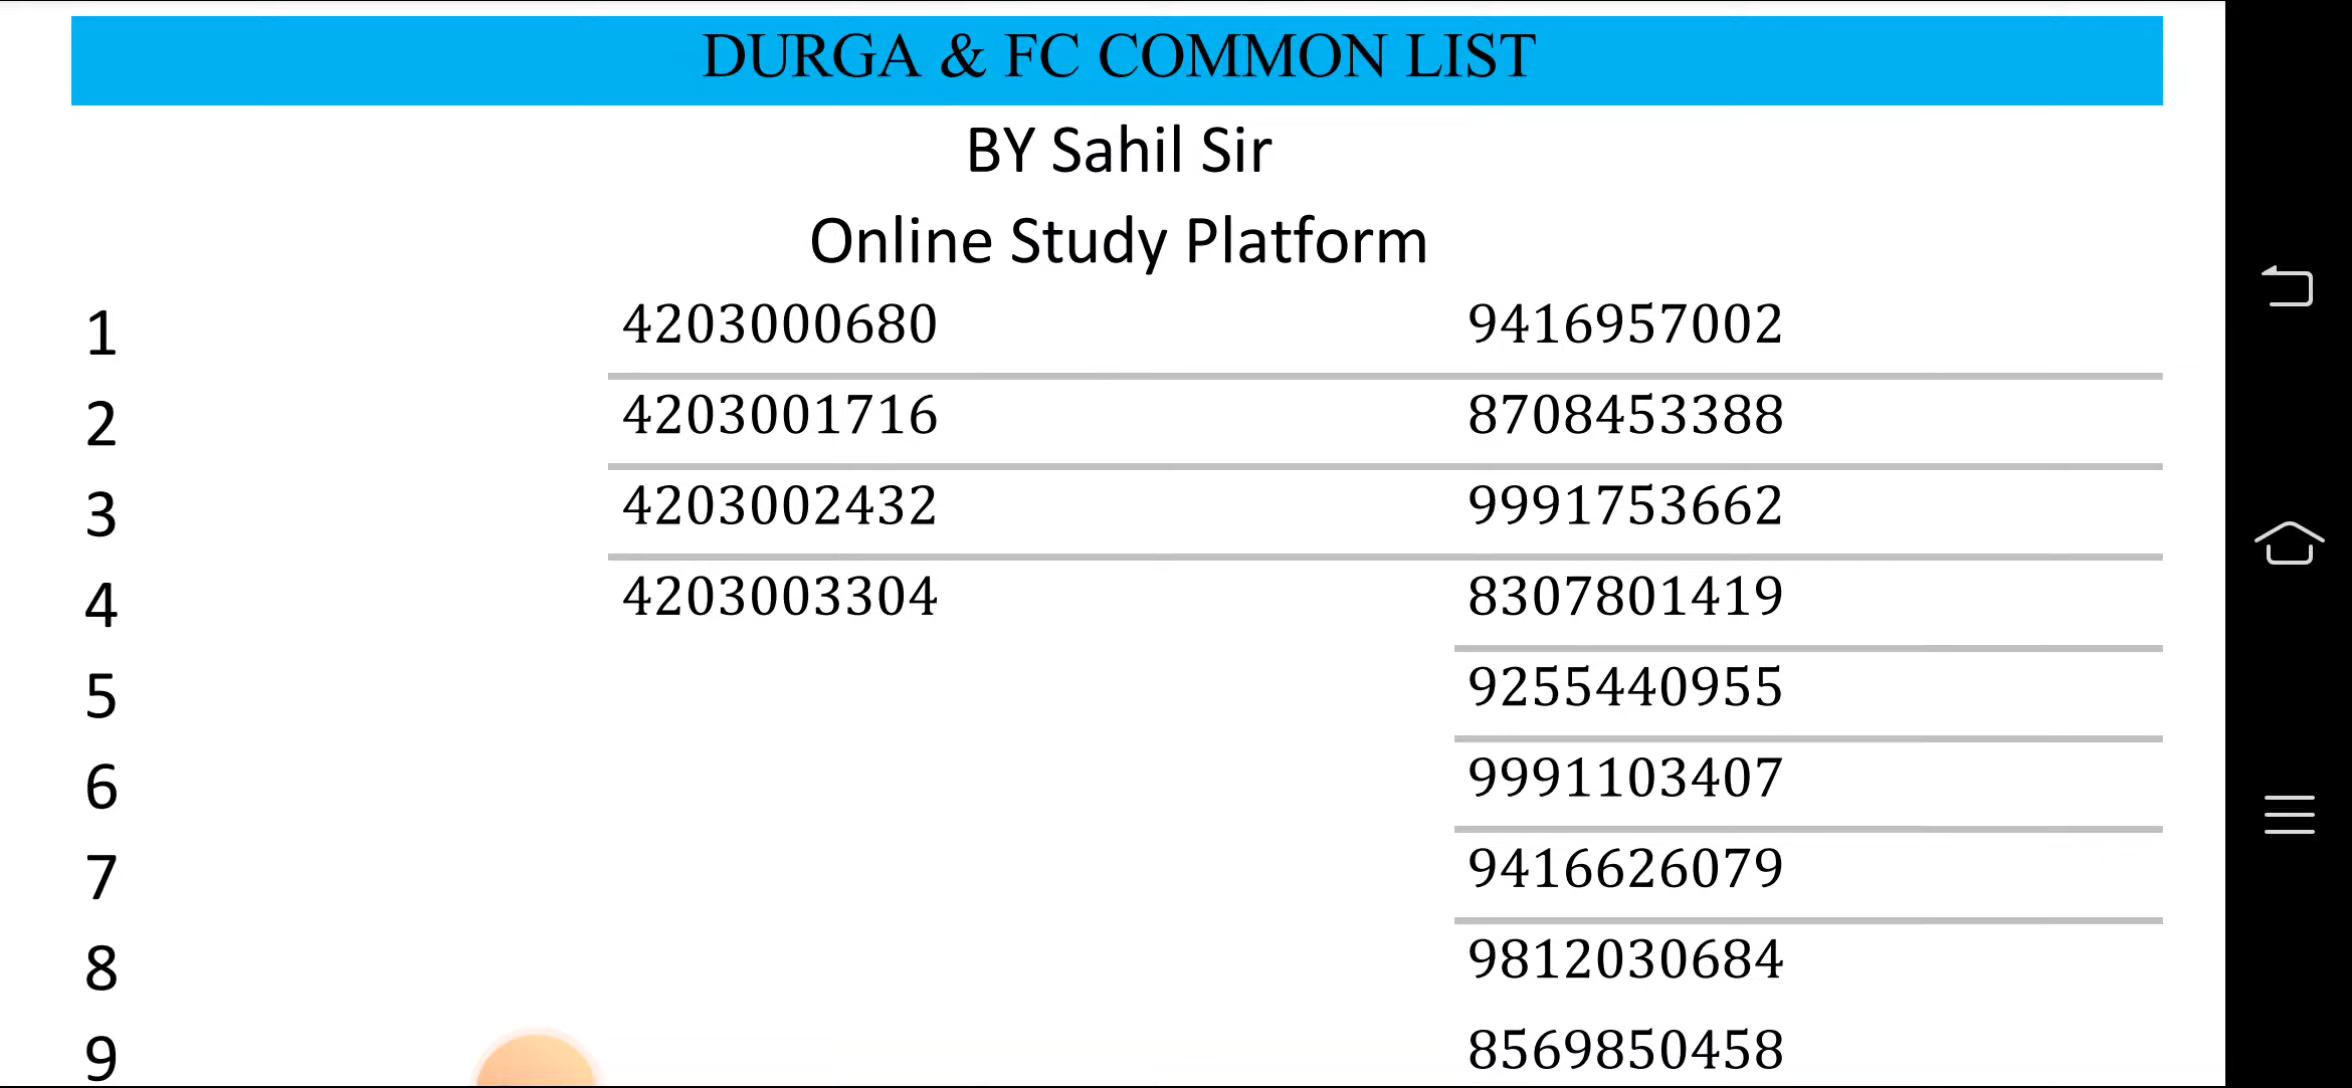 DURGA & FC COMMON LIST
BY Sahil Sir
Online Study Platform
1 4203000680 9416957002
2 4203001716 8708453388
3 4203002432 9991753662
4 4203003304 8307801419
5 9255440955
6 9991103407
7 9416626079
8 9812030684
9 8569850458